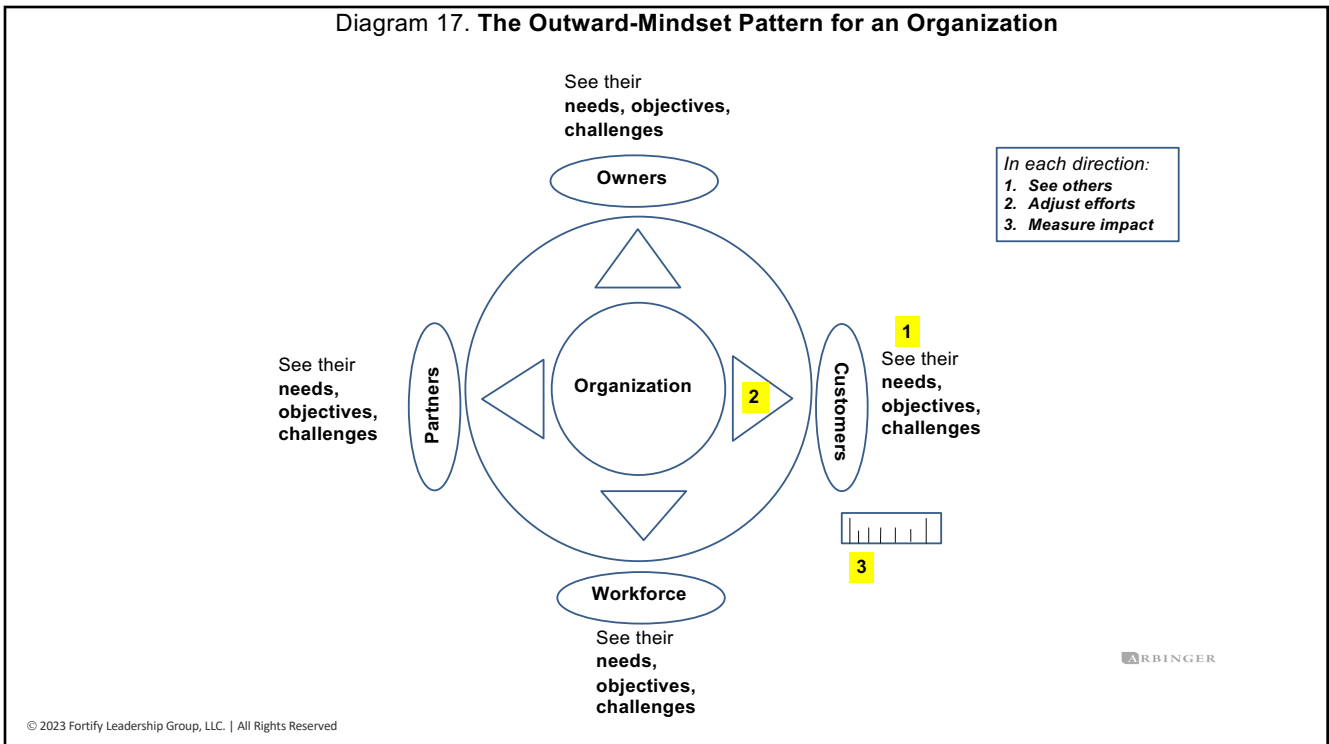 Diagram 17. The Outward-Mindset Pattern for an Organization
See their
needs, objectives,
challenges
Owners
In each direction:
1. See others
2. Adjust efforts
3. Measure impact
See their
needs,
objectives,
challenges
Partners
Organization
2
Customers
1
See their
needs,
objectives,
challenges
3
Workforce
See their
needs,
objectives,
challenges
ARBINGER
© 2023 Fortify Leadership Group, LLC. | All Rights Reserved